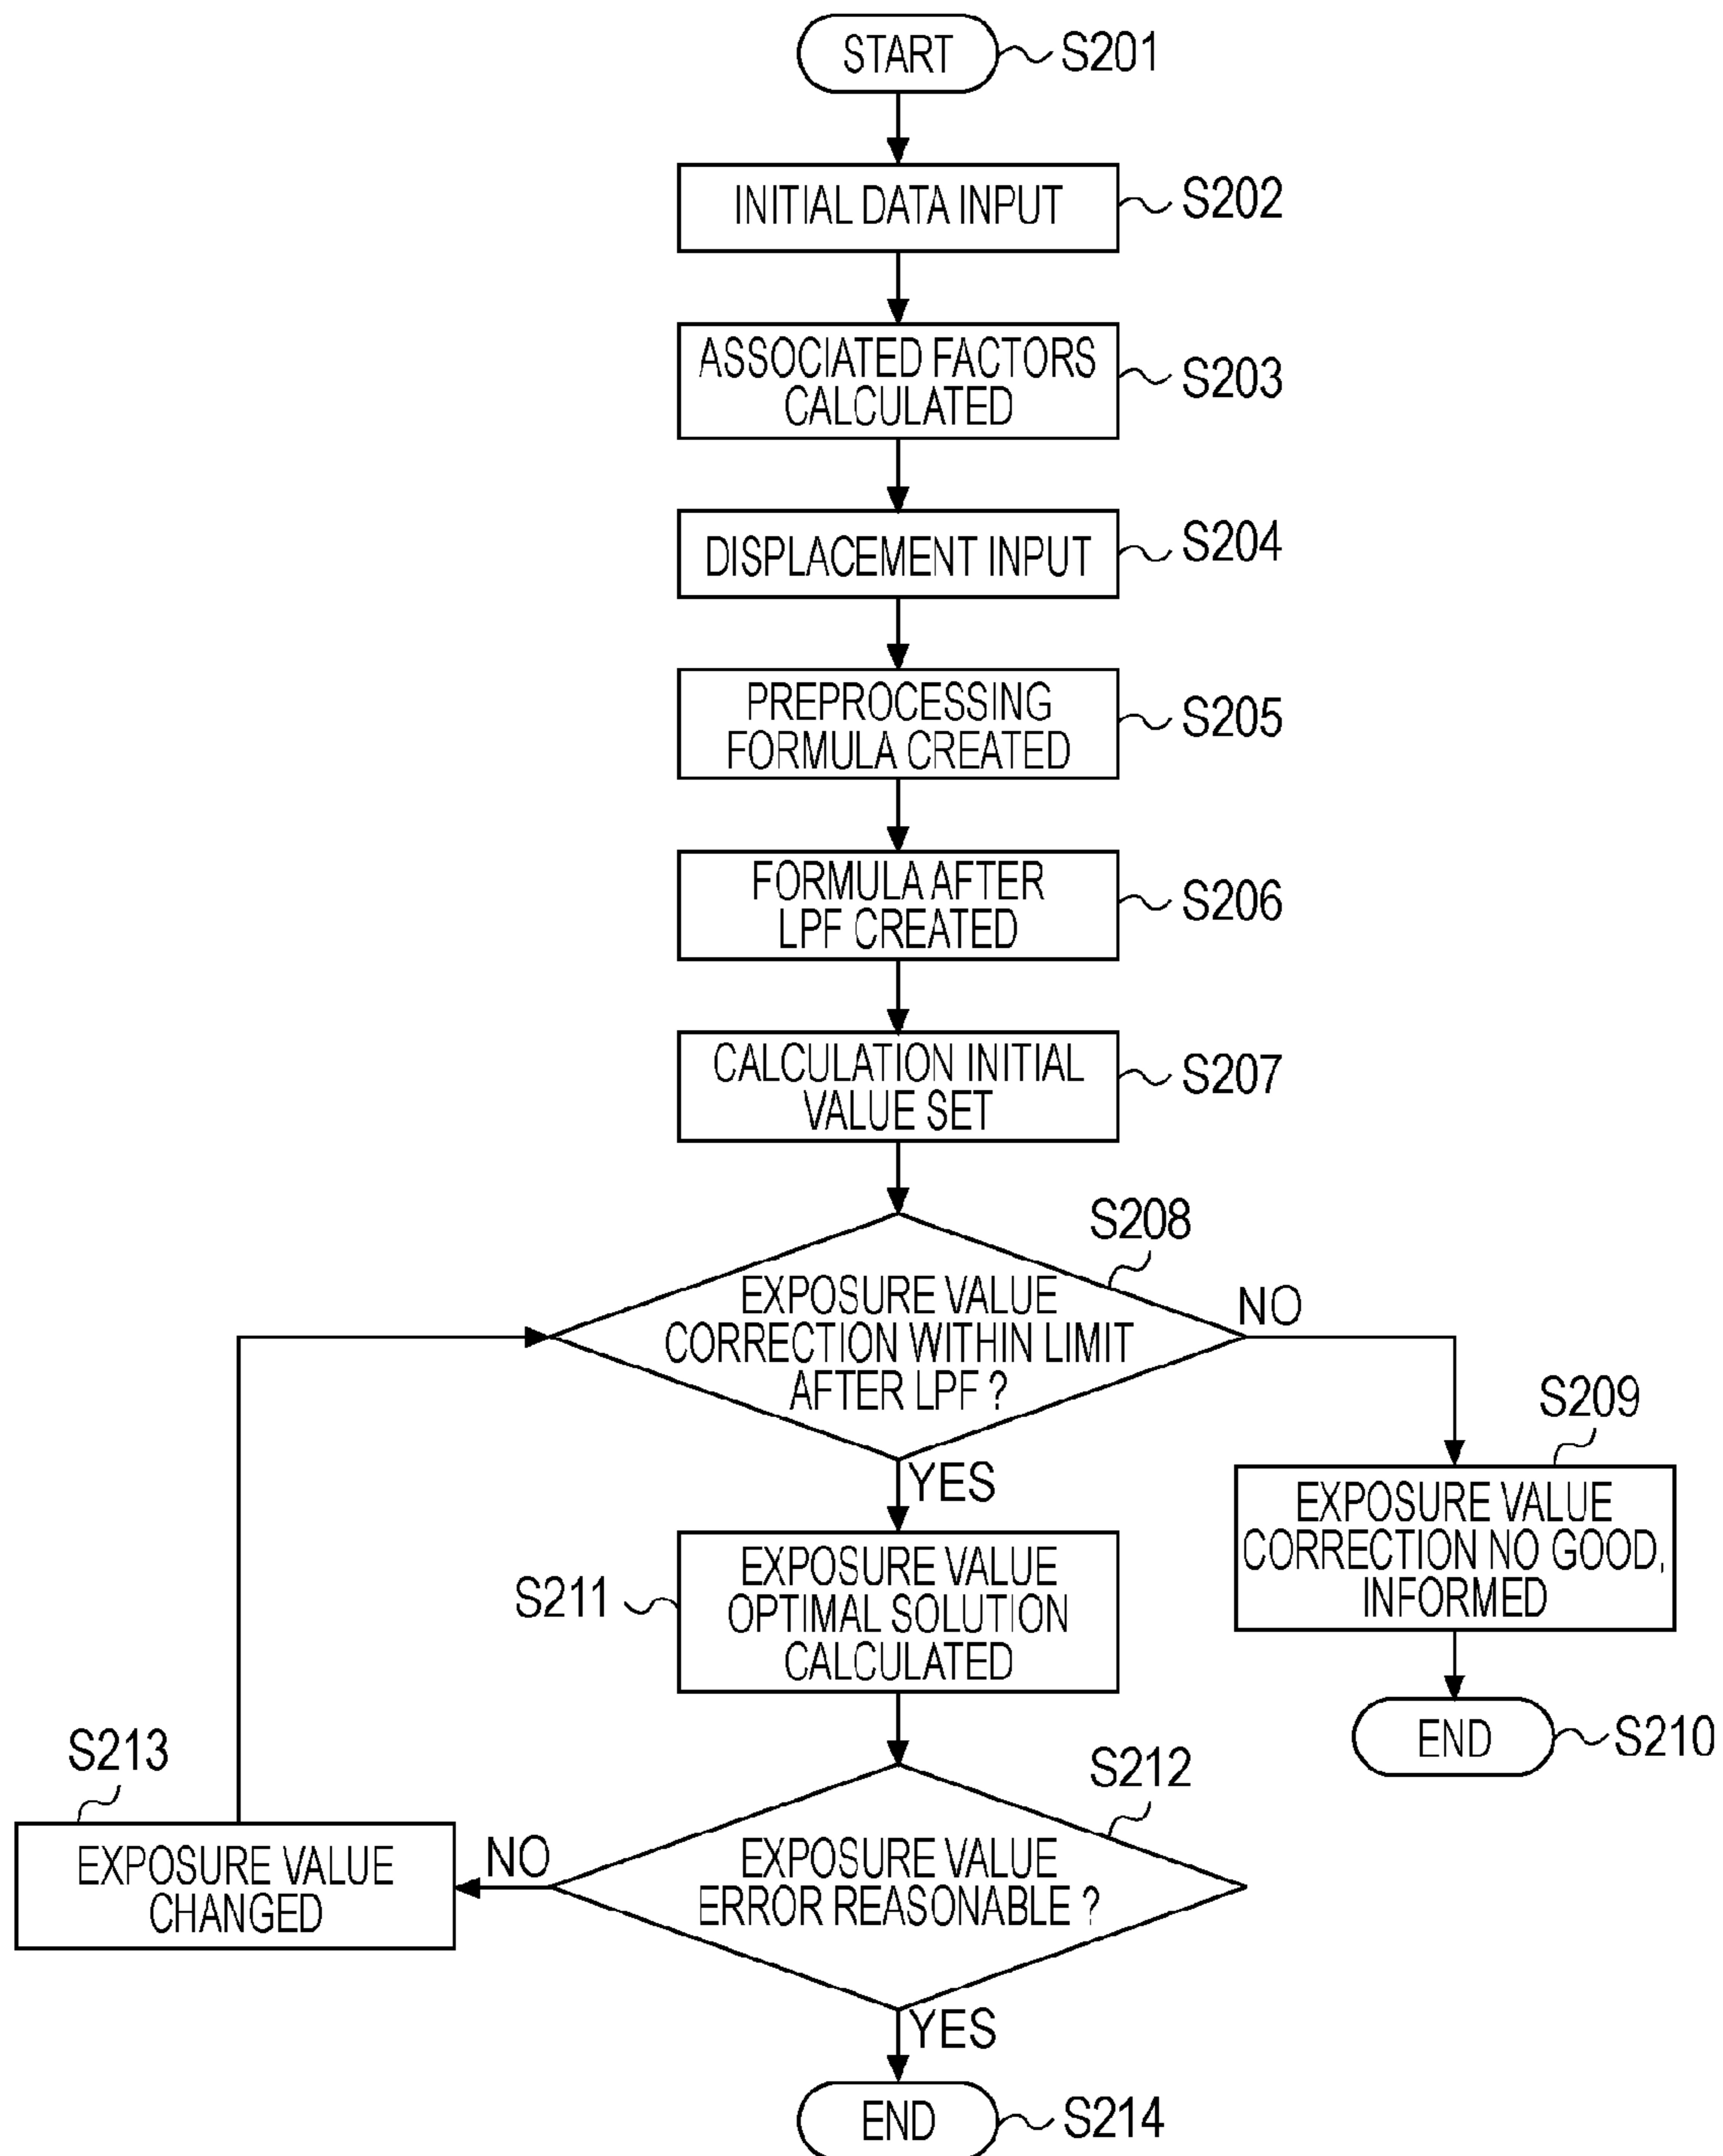 START
S201
INITIAL DATA INPUT
S202
ASSOCIATED FACTORS
CALCULATED
S203
DISPLACEMENT INPUT
S204
PREPROCESSING
FORMULA CREATED
S205
FORMULA AFTER
LPF CREATED
S206
CALCULATION INITIAL
VALUE SET
S207
S208
EXPOSURE VALUE
CORRECTION WITHIN LIMIT
AFTER LPF ?
NO
YES
S209
EXPOSURE VALUE
CORRECTION NO GOOD,
INFORMED
END
S210
S211
EXPOSURE VALUE
OPTIMAL SOLUTION
CALCULATED
S212
EXPOSURE VALUE
ERROR REASONABLE ?
NO
S213
EXPOSURE VALUE
CHANGED
YES
END
S214